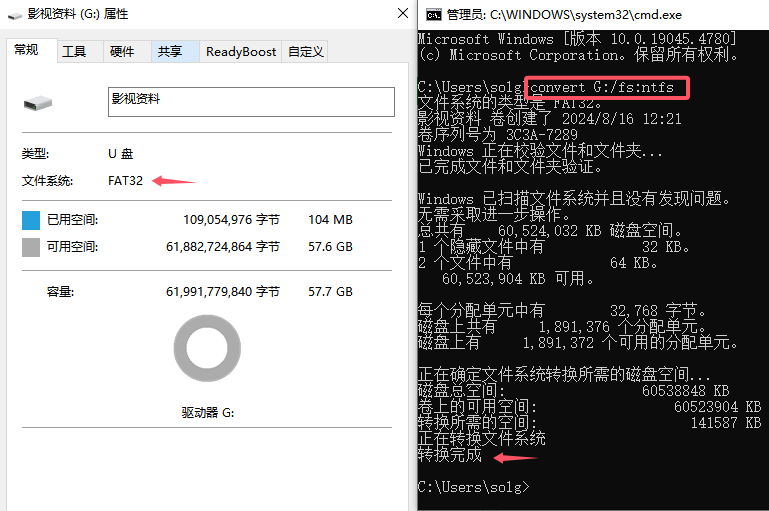 影视资料 (G:) 属性
常规 工具 硬件 共享 ReadyBoost 自定义
影视资料
类型: U 盘
文件系统: FAT32
已用空间: 109,054,976 字节 104 MB
可用空间: 61,882,724,864 字节 57.6 GB
容量: 61,991,779,840 字节 57.7 GB
驱动器 G:
管理员: C:\WINDOWS\system32\cmd.exe
Microsoft Windows [版本 10.0.19045.4780]
(c) Microsoft Corporation。保留所有权利。
C:\Users\solg>convert G:/fs:ntfs
文件系统的类型是 FAT32。
影视资料 卷创建了 2024/8/16 12:21
卷序列号为 3C3A-7289
Windows 正在校验文件和文件夹...
已完成文件和文件夹验证。
Windows 已扫描文件系统并且没有发现问题。
无需采取进一步操作。
总共有 60,524,032 KB 磁盘空间。
1 个隐藏文件中有 32 KB。
2 个文件中有 64 KB。
60,523,904 KB 可用。
每个分配单元中有 32,768 字节。
磁盘上共有 1,891,376 个分配单元。
磁盘上有 1,891,372 个可用的分配单元。
正在确定文件系统转换所需的磁盘空间...
磁盘总空间: 60538848 KB
卷上的可用空间: 60523904 KB
转换所需的空间: 141587 KB
正在转换文件系统
转换完成
C:\Users\solg>